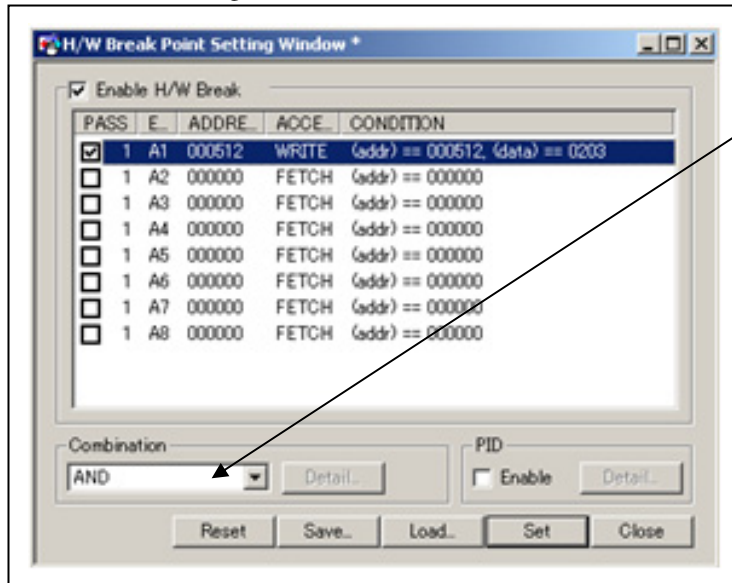 H/W Break Point Setting Window *
Enable H/W Break
PASS E... ADDRE... ACCE... CONDITION
1 A1 000512 WRITE (addr) == 000512, (data) == 0203
1 A2 000000 FETCH (addr) == 000000
1 A3 000000 FETCH (addr) == 000000
1 A4 000000 FETCH (addr) == 000000
1 A5 000000 FETCH (addr) == 000000
1 A6 000000 FETCH (addr) == 000000
1 A7 000000 FETCH (addr) == 000000
1 A8 000000 FETCH (addr) == 000000
Combination PID
AND Detail... Enable Detail...
Reset Save... Load... Set Close